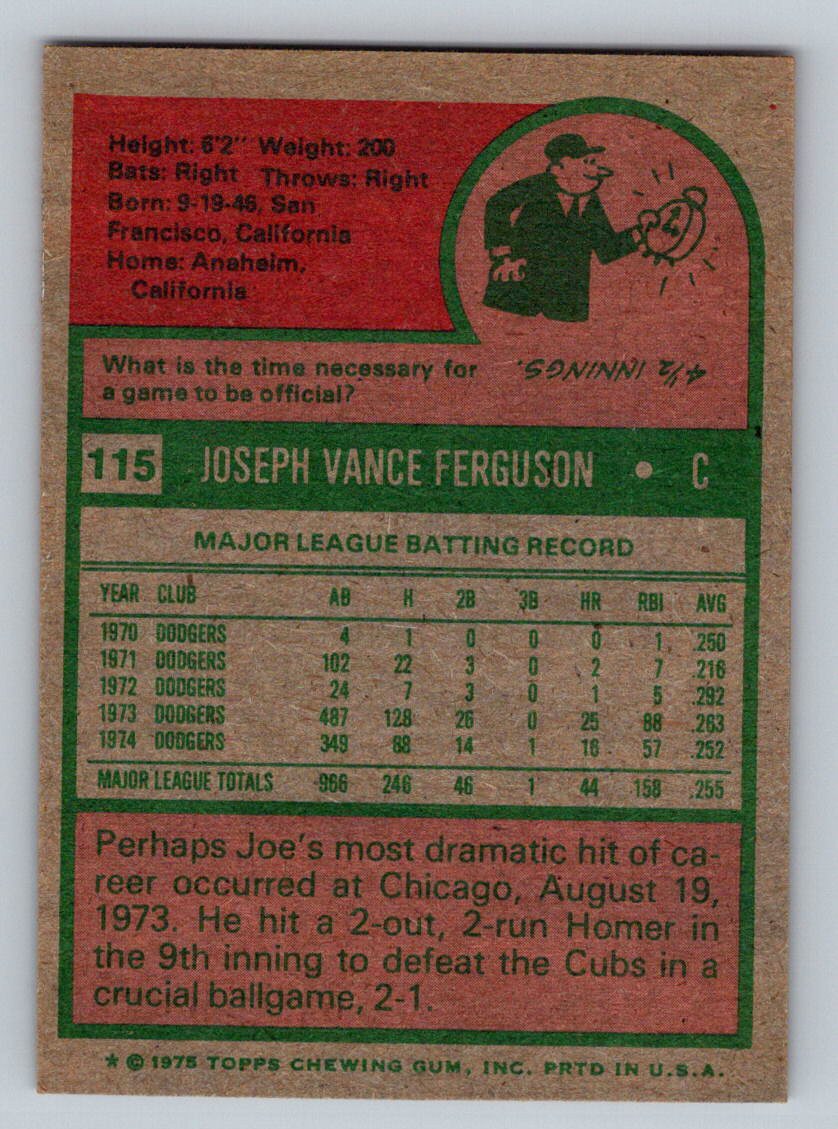 Height: 6'2" Weight: 200
Bats: Right Throws: Right
Born: 9-19-46, San
Francisco, California
Home: Anaheim,
California
What is the time necessary for
a game to be official?
4½ INNINGS.
115 JOSEPH VANCE FERGUSON • C
MAJOR LEAGUE BATTING RECORD
YEAR CLUB AB H 2B 3B HR RBI AVG
1970 DODGERS 4 1 0 0 0 1 .250
1971 DODGERS 102 22 3 0 2 7 .216
1972 DODGERS 24 7 3 0 1 5 .292
1973 DODGERS 487 128 26 0 25 88 .263
1974 DODGERS 349 88 14 1 16 57 .252
MAJOR LEAGUE TOTALS 966 246 46 1 44 158 .255
Perhaps Joe's most dramatic hit of ca-
reer occurred at Chicago, August 19,
1973. He hit a 2-out, 2-run Homer in
the 9th inning to defeat the Cubs in a
crucial ballgame, 2-1.
* © 1975 TOPPS CHEWING GUM, INC. PRTD IN U.S.A.